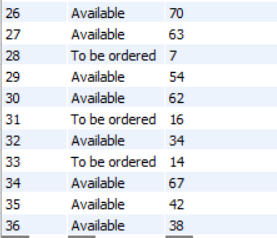 26 Available 70
27 Available 63
28 To be ordered 7
29 Available 54
30 Available 62
31 To be ordered 16
32 Available 34
33 To be ordered 14
34 Available 67
35 Available 42
36 Available 38